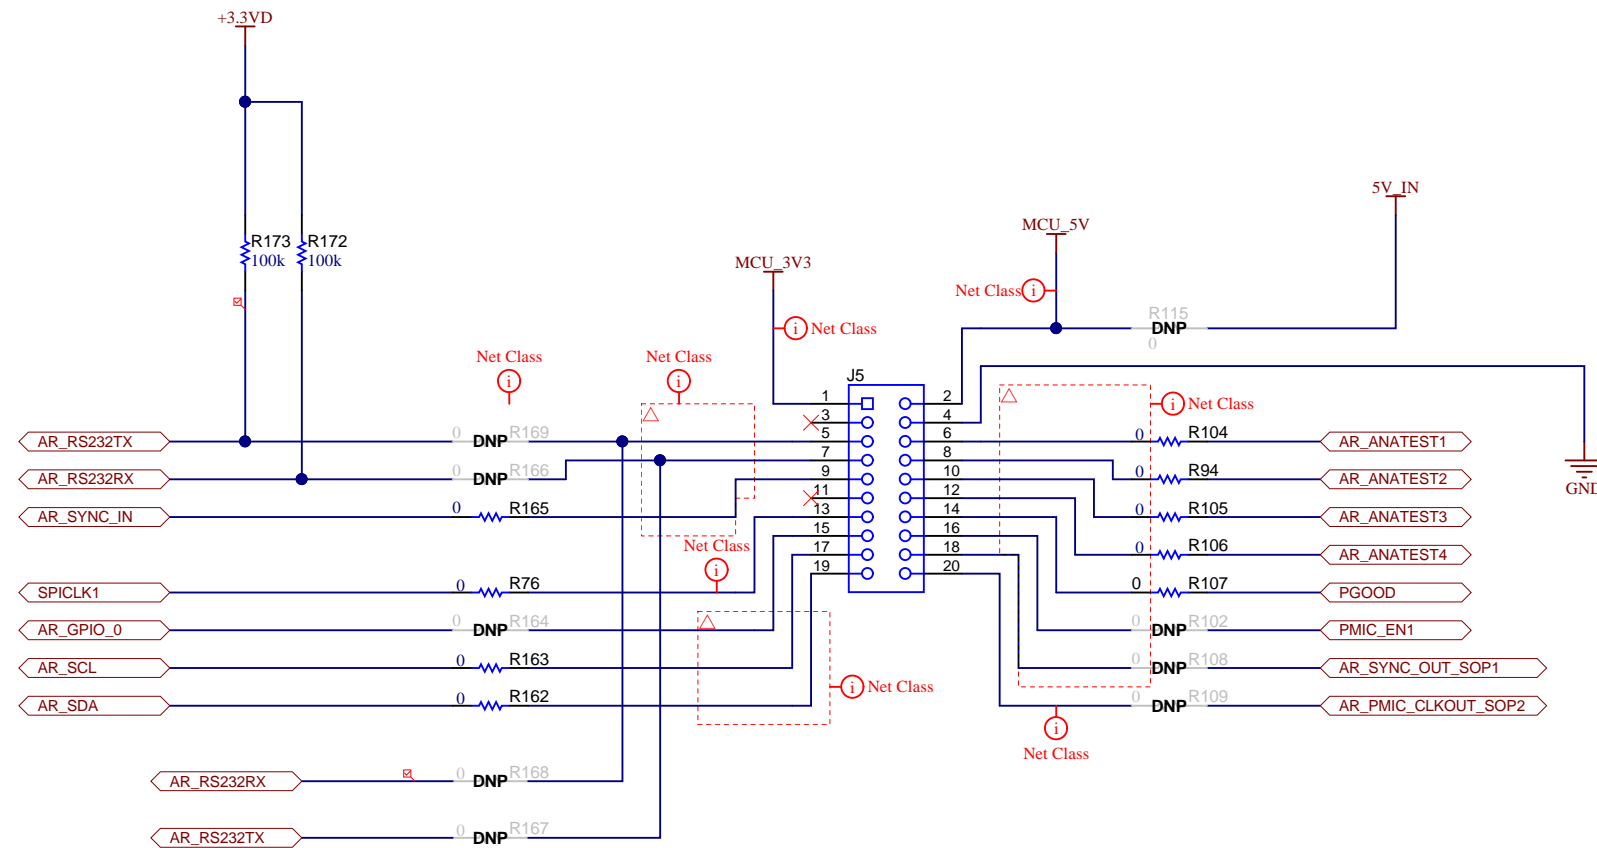 +3.3VD
5V_IN
MCU_5V
R173
100k
R172
100k
MCU_3V3
Net Class
i
i
Net Class
R115
DNP
0
Net Class
i
Net Class
i
J5
i
Net Class
1
3
5
7
9
11
13
15
17
19
2
4
6
8
10
12
14
16
18
20
AR_RS232TX
0
DNP
R169
AR_RS232RX
0
DNP
R166
AR_SYNC_IN
0
R165
Net Class
i
SPICLK1
0
R76
AR_GPIO_0
0
DNP
R164
AR_SCL
0
R163
AR_SDA
0
R162
i
Net Class
AR_RS232RX
0
DNP
R168
AR_RS232TX
0
DNP
R167
0
R104
AR_ANATEST1
0
R94
AR_ANATEST2
0
R105
AR_ANATEST3
0
R106
AR_ANATEST4
0
R107
PGOOD
0
DNP
R102
PMIC_EN1
0
DNP
R108
AR_SYNC_OUT_SOP1
0
DNP
R109
AR_PMIC_CLKOUT_SOP2
i
Net Class
GND